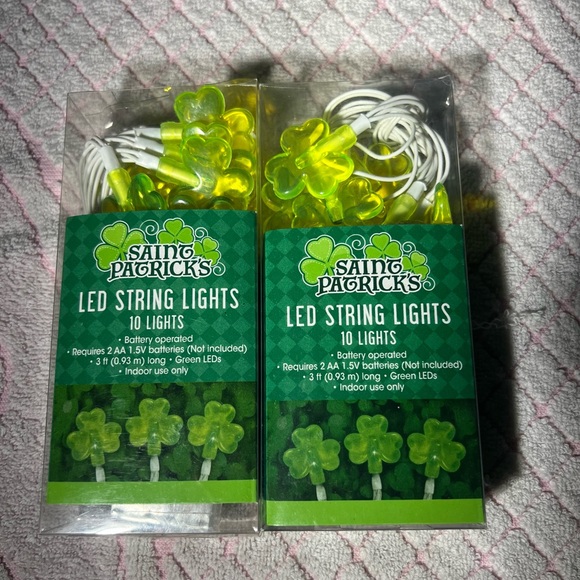 SAINT
PATRICK'S
LED STRING LIGHTS
10 LIGHTS
• Battery operated
• Requires 2 AA 1.5V batteries (Not included)
• 3 ft (0.93 m) long • Green LEDs
• Indoor use only
SAINT
PATRICK'S
LED STRING LIGHTS
10 LIGHTS
• Battery operated
• Requires 2 AA 1.5V batteries (Not included)
• 3 ft (0.93 m) long • Green LEDs
• Indoor use only